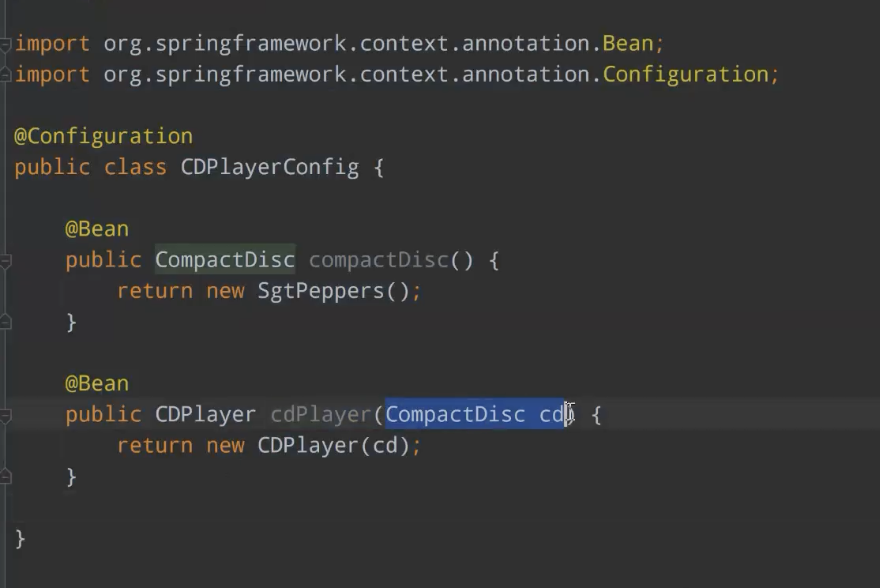 import org.springframework.context.annotation.Bean;
import org.springframework.context.annotation.Configuration;
@Configuration
public class CDPlayerConfig {
@Bean
public CompactDisc compactDisc() {
return new SgtPeppers();
}
@Bean
public CDPlayer cdPlayer(CompactDisc cd) {
return new CDPlayer(cd);
}
}